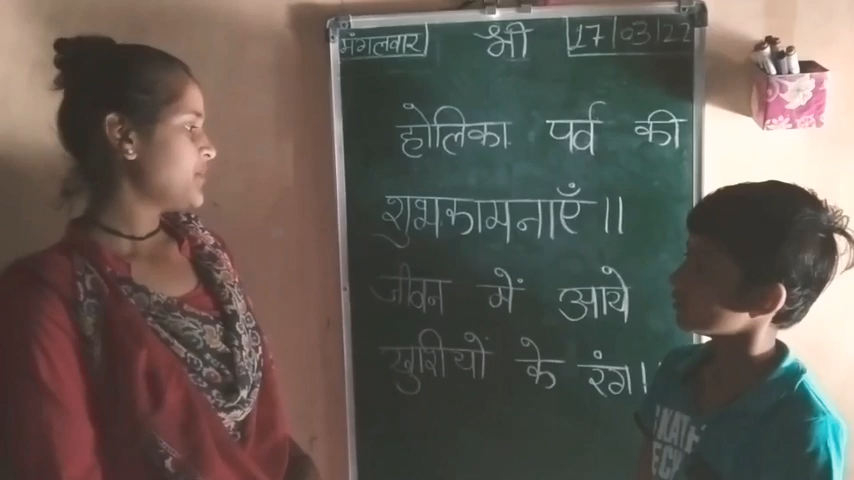 मंगलवार श्री 17/03/22
होलिका पर्व की
शुभकामनाएँ॥
जीवन में आये
खुशियों के रंग॥